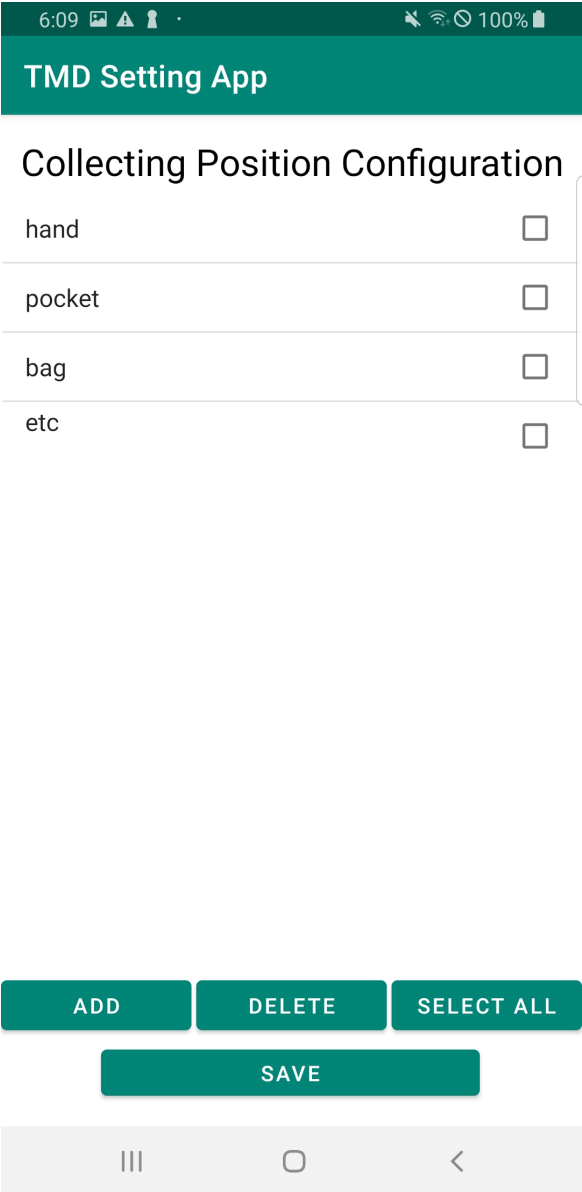 6:09 100%
TMD Setting App
Collecting Position Configuration
hand
pocket
bag
etc
ADD DELETE SELECT ALL
SAVE